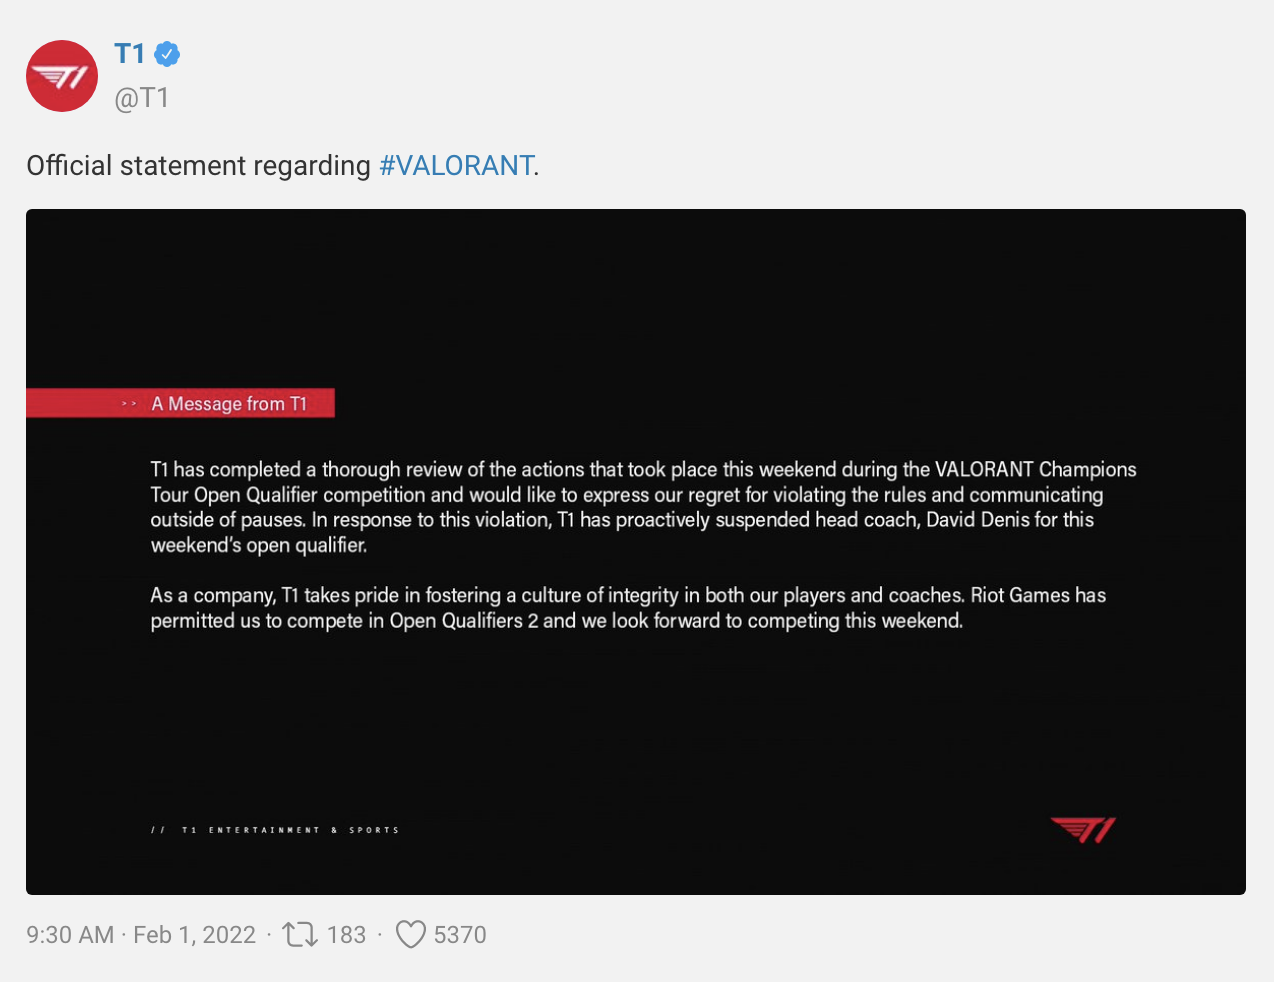 T1
@T1
Official statement regarding #VALORANT.
>> A Message from T1
T1 has completed a thorough review of the actions that took place this weekend during the VALORANT Champions
Tour Open Qualifier competition and would like to express our regret for violating the rules and communicating
outside of pauses. In response to this violation, T1 has proactively suspended head coach, David Denis for this
weekend's open qualifier.
As a company, T1 takes pride in fostering a culture of integrity in both our players and coaches. Riot Games has
permitted us to compete in Open Qualifiers 2 and we look forward to competing this weekend.
// T1 ENTERTAINMENT & SPORTS
T1
9:30 AM · Feb 1, 2022 · 183 · 5370